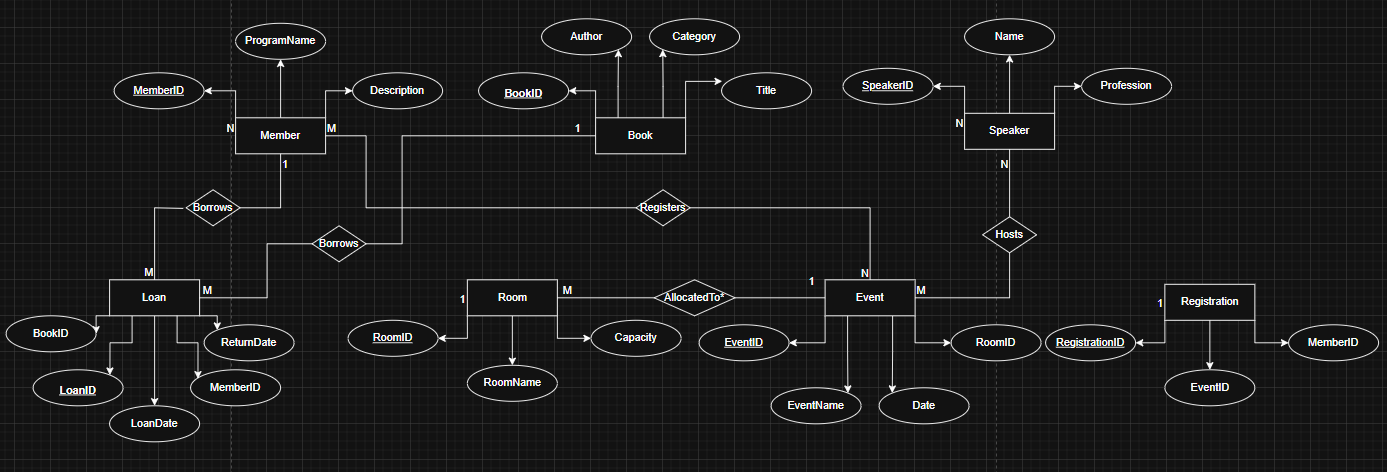 ProgramName
MemberID
Description
N
Member
M
1
Author
Category
BookID
Title
1
Book
Name
SpeakerID
Profession
N
Speaker
N
Borrows
Borrows
Registers
Hosts
M
Loan
M
BookID
ReturnDate
LoanID
MemberID
LoanDate
1
Room
M
AllocatedTo*
RoomID
Capacity
RoomName
1
N
Event
M
EventID
RoomID
EventName
Date
1
Registration
RegistrationID
MemberID
EventID